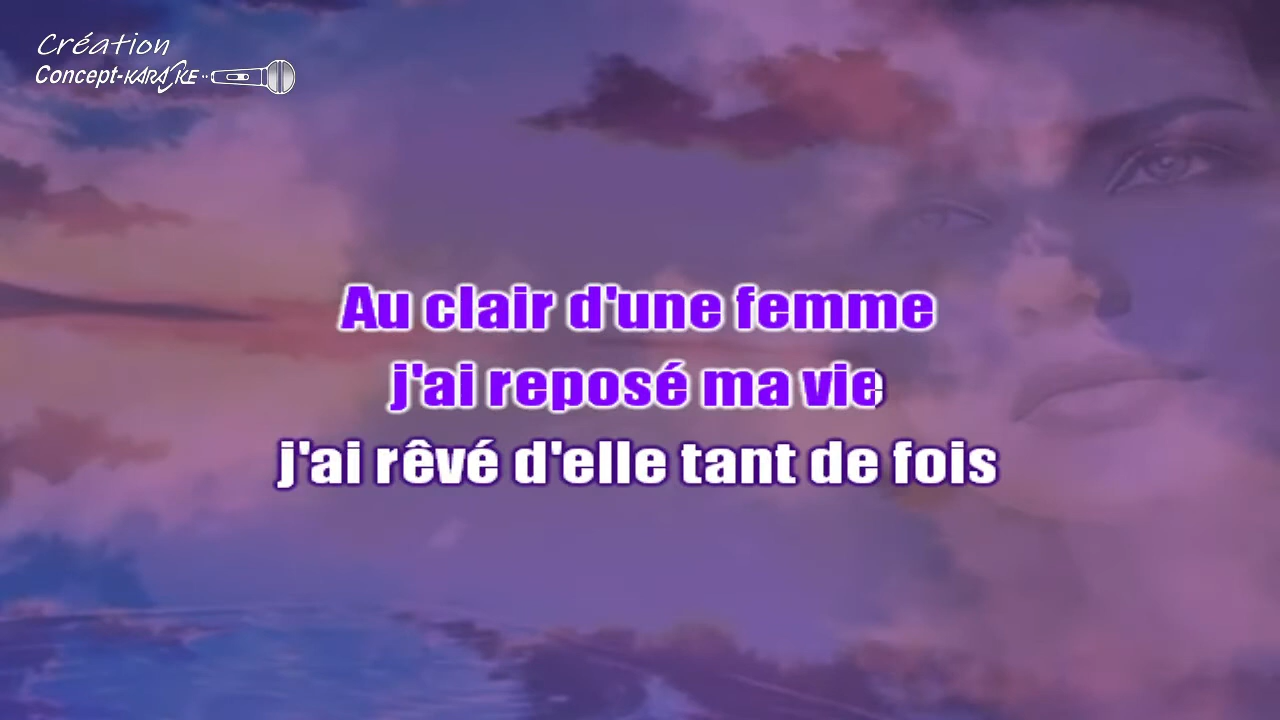 Création
Concept-KARAOKE
Au clair d'une femme
j'ai reposé ma vie
j'ai rêvé d'elle tant de fois